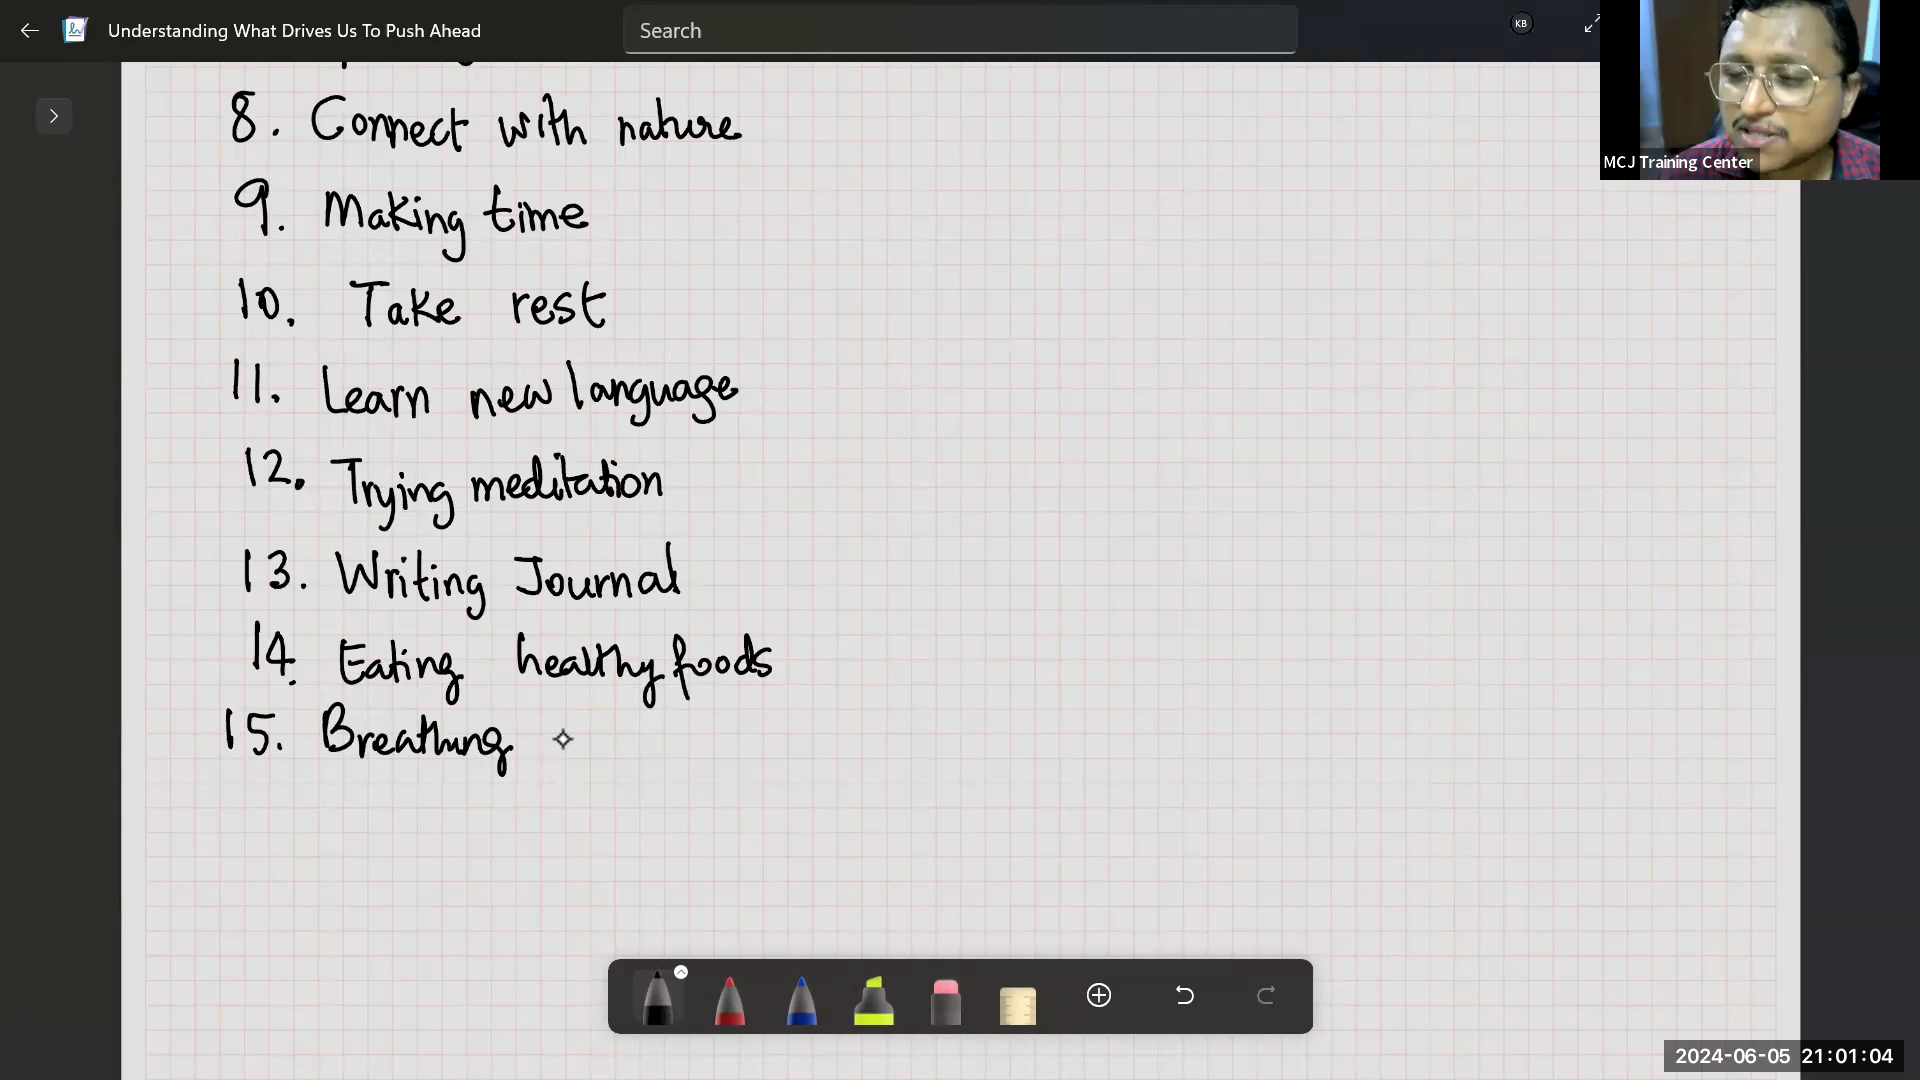 Understanding What Drives Us To Push Ahead
Search
KB
MCJ Training Center
8. Connect with nature
9. Making time
10. Take rest
11. Learn new language
12. Trying meditation
13. Writing Journal
14. Eating healthy foods
15. Breathing
2024-06-05 21:01:04